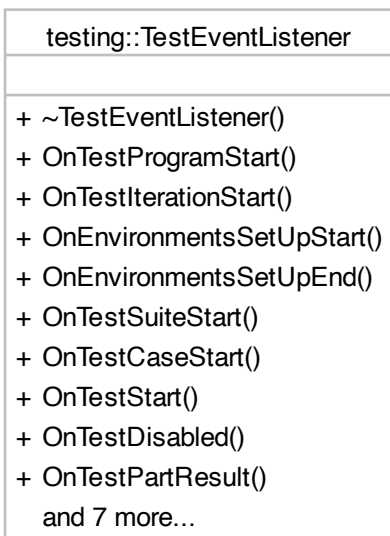 testing::TestEventListener
+ ~TestEventListener()
+ OnTestProgramStart()
+ OnTestIterationStart()
+ OnEnvironmentsSetUpStart()
+ OnEnvironmentsSetUpEnd()
+ OnTestSuiteStart()
+ OnTestCaseStart()
+ OnTestStart()
+ OnTestDisabled()
+ OnTestPartResult()
and 7 more...